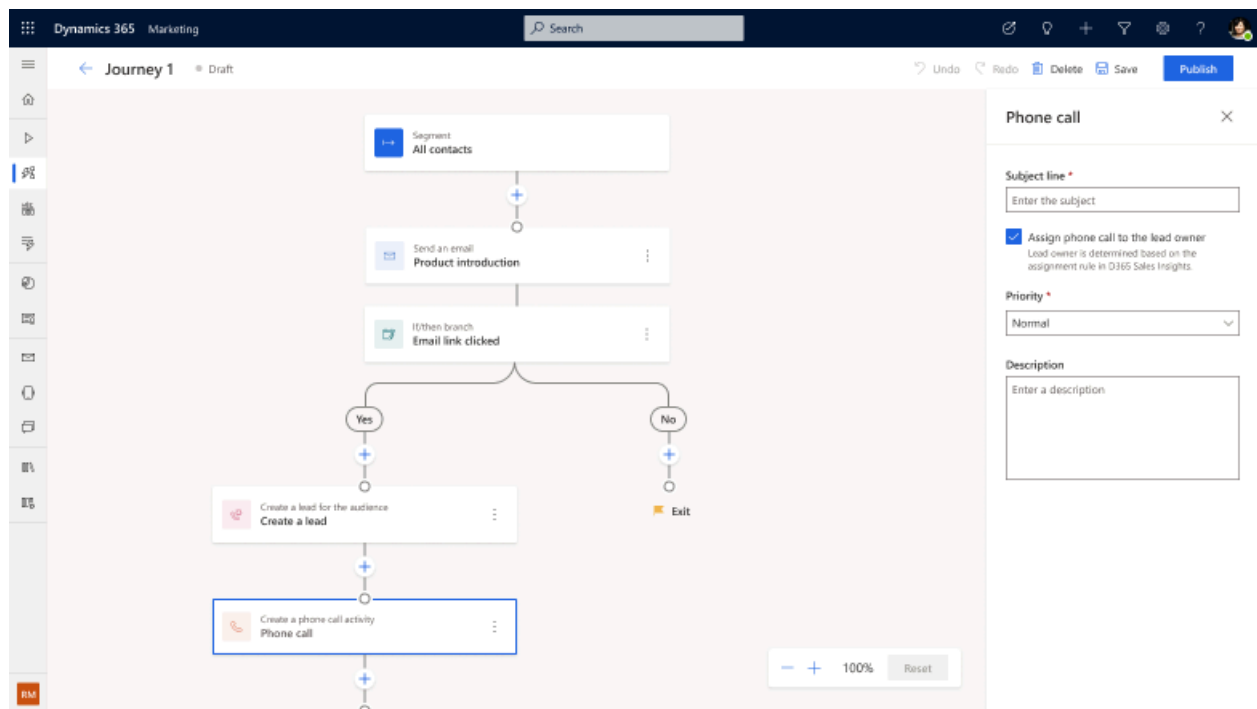 Dynamics 365 Marketing
Search
?
Journey 1 Draft
Undo Redo Delete Save Publish
Segment
All contacts
Send an email
Product introduction
If/then branch
Email link clicked
Yes
No
Create a lead for the audience
Create a lead
Exit
Create a phone call activity
Phone call
100% Reset
RM
Phone call
Subject line *
Enter the subject
Assign phone call to the lead owner
Lead owner is determined based on the
assignment rule in D365 Sales Insights.
Priority *
Normal
Description
Enter a description